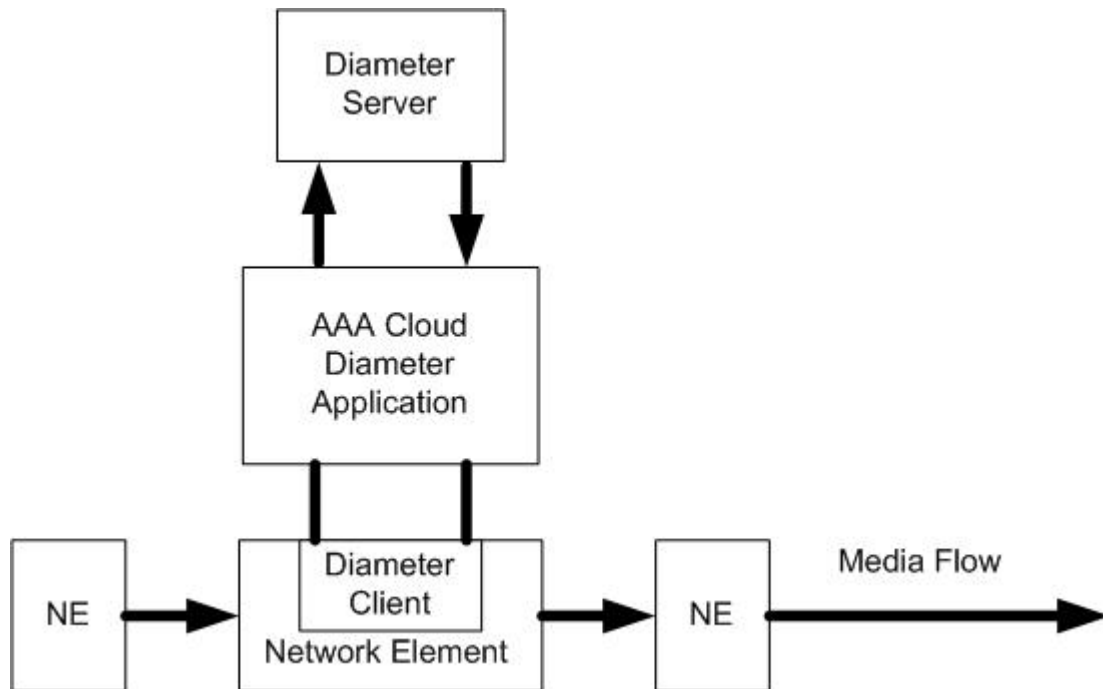 Diameter
Server
AAA Cloud
Diameter
Application
NE
Diameter
Client
Network Element
NE
Media Flow